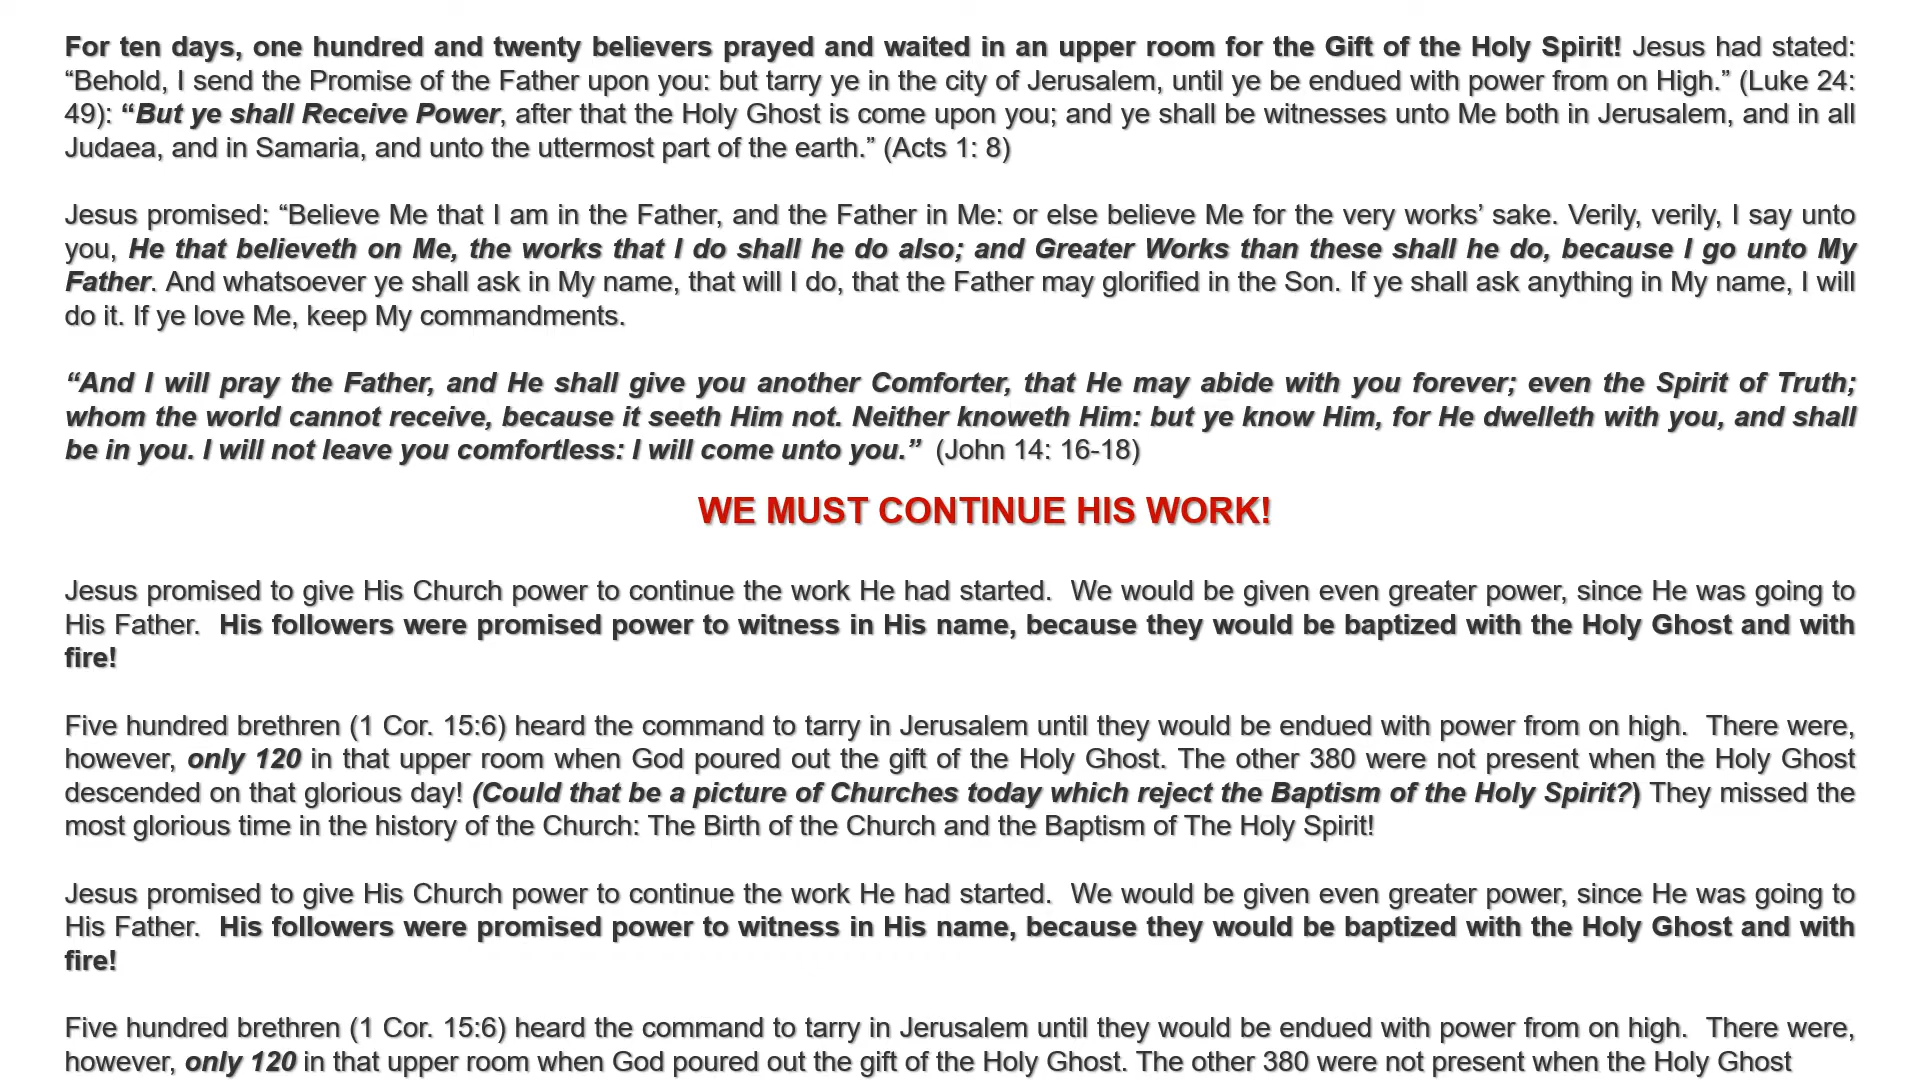 For ten days, one hundred and twenty believers prayed and waited in an upper room for the Gift of the Holy Spirit! Jesus had stated:
“Behold, I send the Promise of the Father upon you: but tarry ye in the city of Jerusalem, until ye be endued with power from on High.” (Luke 24:
49): “But ye shall Receive Power, after that the Holy Ghost is come upon you; and ye shall be witnesses unto Me both in Jerusalem, and in all
Judaea, and in Samaria, and unto the uttermost part of the earth.” (Acts 1: 8)
Jesus promised: “Believe Me that I am in the Father, and the Father in Me: or else believe Me for the very works’ sake. Verily, verily, I say unto
you, He that believeth on Me, the works that I do shall he do also; and Greater Works than these shall he do, because I go unto My
Father. And whatsoever ye shall ask in My name, that will I do, that the Father may glorified in the Son. If ye shall ask anything in My name, I will
do it. If ye love Me, keep My commandments.
“And I will pray the Father, and He shall give you another Comforter, that He may abide with you forever; even the Spirit of Truth;
whom the world cannot receive, because it seeth Him not. Neither knoweth Him: but ye know Him, for He dwelleth with you, and shall
be in you. I will not leave you comfortless: I will come unto you.” (John 14: 16-18)
WE MUST CONTINUE HIS WORK!
Jesus promised to give His Church power to continue the work He had started. We would be given even greater power, since He was going to
His Father. His followers were promised power to witness in His name, because they would be baptized with the Holy Ghost and with
fire!
Five hundred brethren (1 Cor. 15:6) heard the command to tarry in Jerusalem until they would be endued with power from on high. There were,
however, only 120 in that upper room when God poured out the gift of the Holy Ghost. The other 380 were not present when the Holy Ghost
descended on that glorious day! (Could that be a picture of Churches today which reject the Baptism of the Holy Spirit?) They missed the
most glorious time in the history of the Church: The Birth of the Church and the Baptism of The Holy Spirit!
Jesus promised to give His Church power to continue the work He had started. We would be given even greater power, since He was going to
His Father. His followers were promised power to witness in His name, because they would be baptized with the Holy Ghost and with
fire!
Five hundred brethren (1 Cor. 15:6) heard the command to tarry in Jerusalem until they would be endued with power from on high. There were,
however, only 120 in that upper room when God poured out the gift of the Holy Ghost. The other 380 were not present when the Holy Ghost